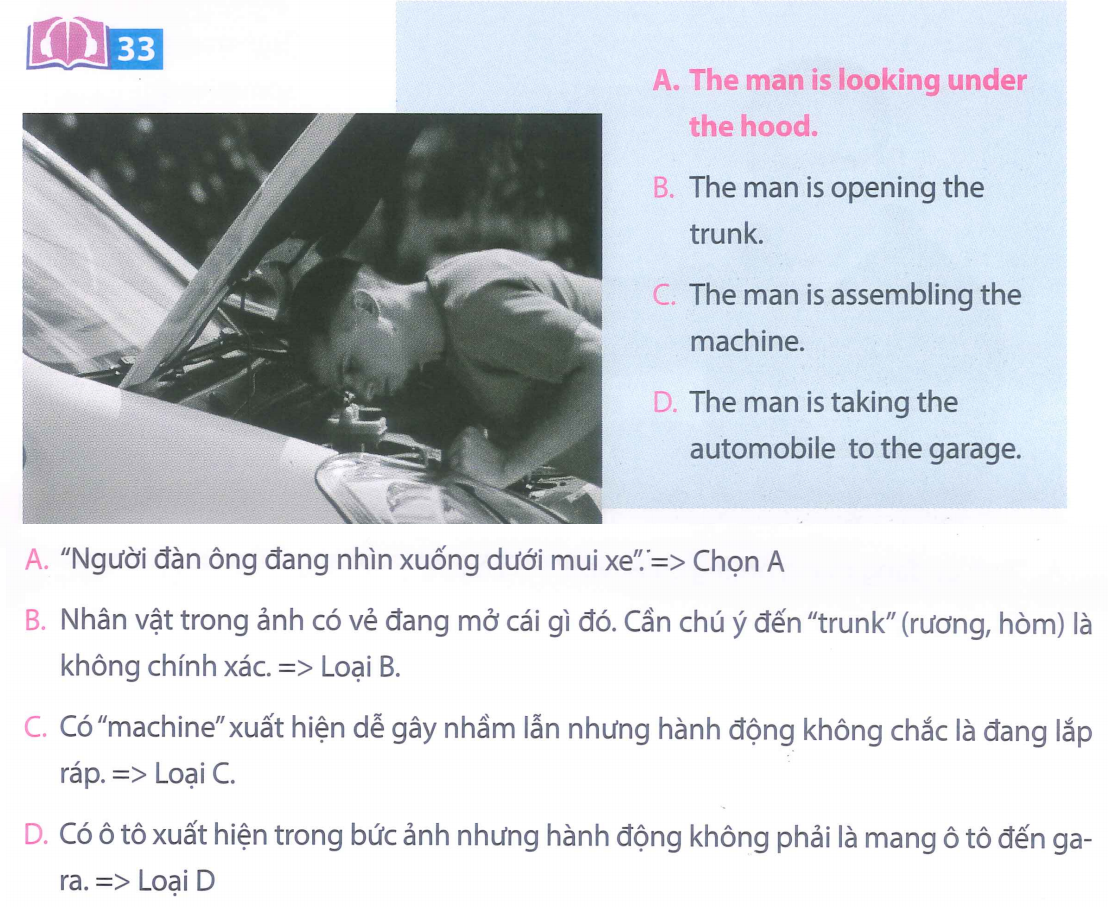 33
A. The man is looking under
the hood.
B. The man is opening the
trunk.
C. The man is assembling the
machine.
D. The man is taking the
automobile to the garage.
A. “Người đàn ông đang nhìn xuống dưới mui xe”. => Chọn A
B. Nhân vật trong ảnh có vẻ đang mở cái gì đó. Cần chú ý đến “trunk” (rương, hòm) là
không chính xác. => Loại B.
C. Có “machine” xuất hiện dễ gây nhầm lẫn nhưng hành động không chắc là đang lắp
ráp. => Loại C.
D. Có ô tô xuất hiện trong bức ảnh nhưng hành động không phải là mang ô tô đến ga-
ra. => Loại D